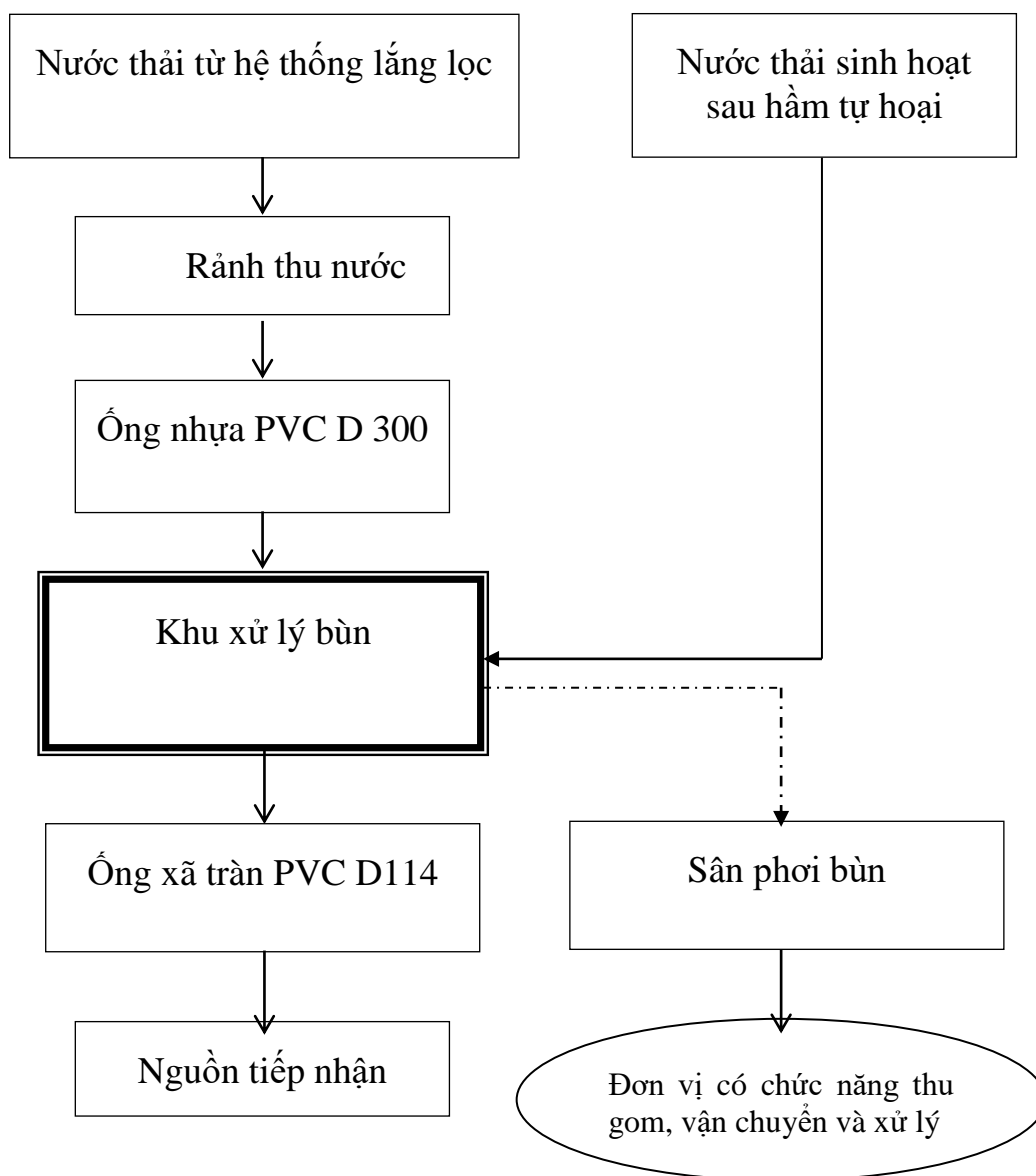 Nước thải từ hệ thống lắng lọc
Nước thải sinh hoạt
sau hầm tự hoại
Rảnh thu nước
Ống nhựa PVC D 300
Khu xử lý bùn
Ống xã tràn PVC D114
Sân phơi bùn
Nguồn tiếp nhận
Đơn vị có chức năng thu
gom, vận chuyển và xử lý